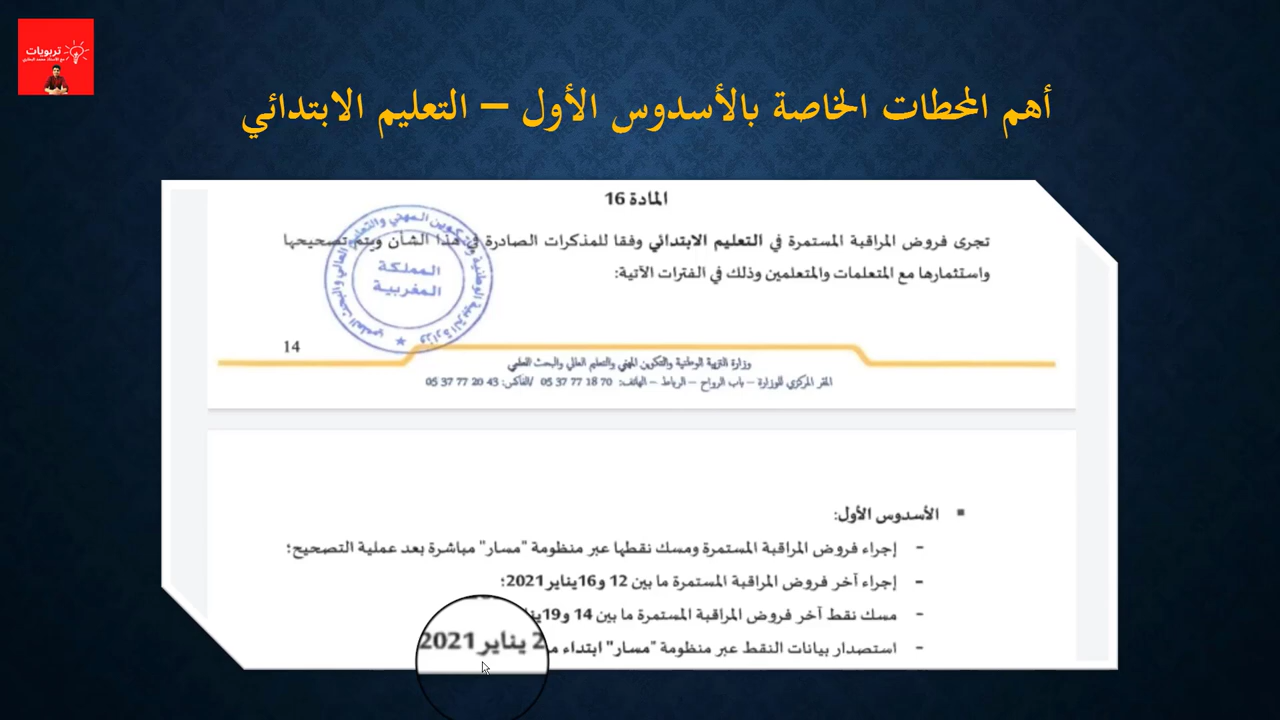 تربويات
أهم المحطات الخاصة بالأسدوس الأول – التعليم الابتدائي
المادة 16
تجرى فروض المراقبة المستمرة في التعليم الابتدائي وفقا للمذكرات الصادرة في هذا الشأن ويتم تصحيحها
واستثمارها مع المتعلمات والمتعلمين وذلك في الفترات الآتية:
المملكة
المغربية
14
وزارة التربية الوطنية والتكوين المهني والتعليم العالي والبحث العلمي
المقر المركزي للوزارة – باب الرواح – الرباط – الهاتف: 70 18 77 37 05 /الفاكس: 43 20 77 37 05
▪ الأسدوس الأول:
- إجراء فروض المراقبة المستمرة ومسك نقطها عبر منظومة "مسار" مباشرة بعد عملية التصحيح؛
- إجراء آخر فروض المراقبة المستمرة ما بين 12 و16يناير 2021؛
- مسك نقط آخر فروض المراقبة المستمرة ما بين 14 و19
- استصدار بيانات النقط عبر منظومة "مسار" ابتداء 2 يناير 2021